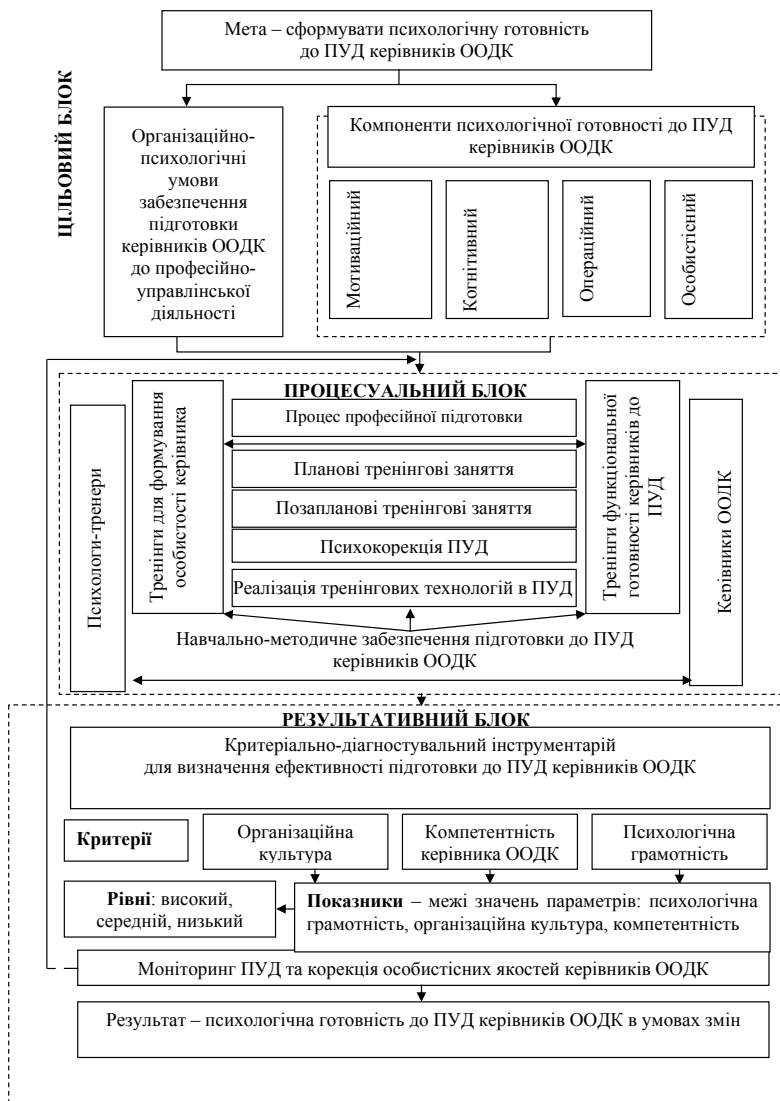 Мета – сформувати психологічну готовність
до ПУД керівників ООДК
ЦІЛЬОВИЙ БЛОК
Організаційно-
психологічні
умови
забезпечення
підготовки
керівників ООДК
до професійно-
управлінської
діяльності
Компоненти психологічної готовності до ПУД
керівників ООДК
Мотиваційний
Когнітивний
Операційний
Особистісний
ПРОЦЕСУАЛЬНИЙ БЛОК
Психологи-тренери
Тренінги для формування
особистості керівника
Процес професійної підготовки
Планові тренінгові заняття
Позапланові тренінгові заняття
Психокорекція ПУД
Реалізація тренінгових технологій в ПУД
Тренінги функціональної
готовності керівників до
ПУД
Керівники ООДК
Навчально-методичне забезпечення підготовки до ПУД
керівників ООДК
РЕЗУЛЬТАТИВНИЙ БЛОК
Критеріально-діагностувальний інструментарій
для визначення ефективності підготовки до ПУД керівників ООДК
Критерії
Організаційна
культура
Компетентність
керівника ООДК
Психологічна
грамотність
Рівні: високий,
середній, низький
Показники – межі значень параметрів: психологічна
грамотність, організаційна культура, компетентність
Моніторинг ПУД та корекція особистісних якостей керівників ООДК
Результат – психологічна готовність до ПУД керівників ООДК в умовах змін